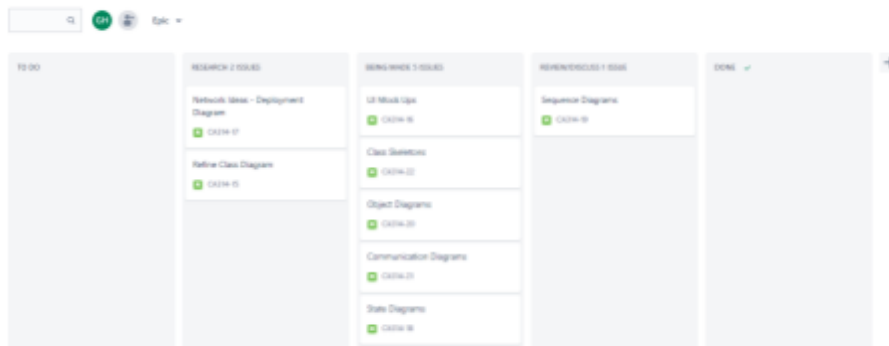 GH
Epic
TO DO
RESEARCH 2 ISSUES
BEING MADE 5 ISSUES
REVIEW/DISCUSS 1 ISSUE
DONE
Network Ideas - Deployment
Diagram
Refine Class Diagram
UI Mock Ups
Class Skeletons
Object Diagrams
Communication Diagrams
State Diagrams
Sequence Diagrams